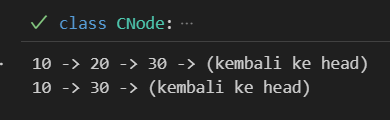 class CNode: ...
10 -> 20 -> 30 -> (kembali ke head)
10 -> 30 -> (kembali ke head)